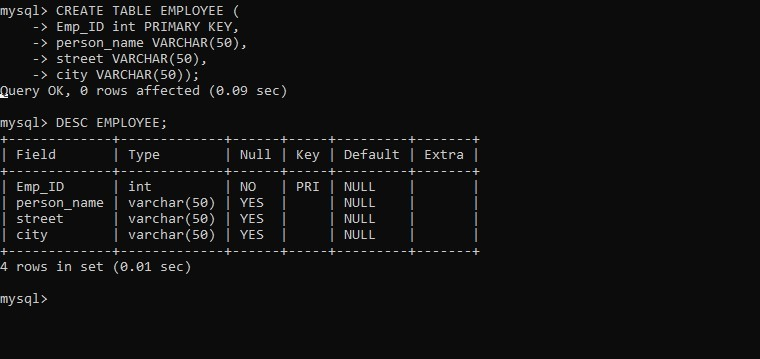 mysql> CREATE TABLE EMPLOYEE (
    -> Emp_ID int PRIMARY KEY,
    -> person_name VARCHAR(50),
    -> street VARCHAR(50),
    -> city VARCHAR(50));
Query OK, 0 rows affected (0.09 sec)

mysql> DESC EMPLOYEE;
+-------------+-------------+------+-----+---------+-------+
| Field       | Type        | Null | Key | Default | Extra |
+-------------+-------------+------+-----+---------+-------+
| Emp_ID      | int         | NO   | PRI | NULL    |       |
| person_name | varchar(50) | YES  |     | NULL    |       |
| street      | varchar(50) | YES  |     | NULL    |       |
| city        | varchar(50) | YES  |     | NULL    |       |
+-------------+-------------+------+-----+---------+-------+
4 rows in set (0.01 sec)

mysql>